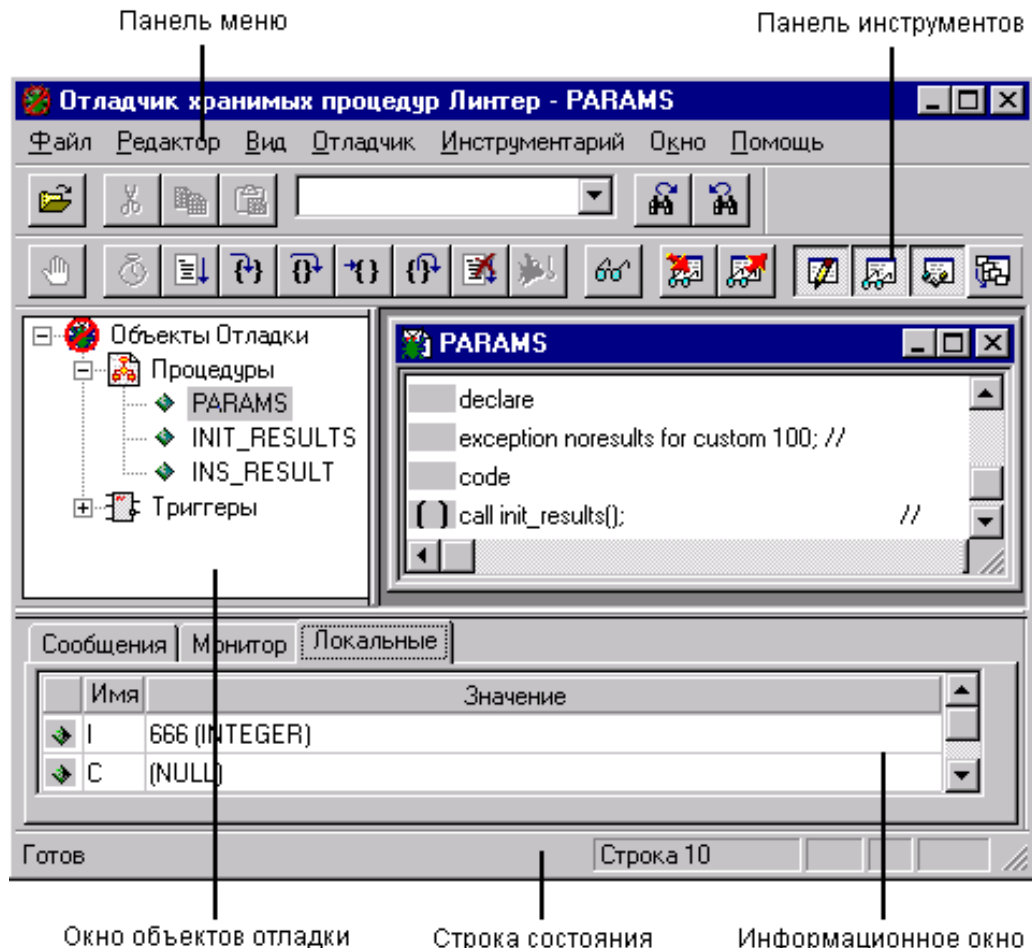 Панель меню
Панель инструментов
Отладчик хранимых процедур Линтер - PARAMS
Файл Редактор Вид Отладчик Инструментарий Окно Помощь
Объекты Отладки
Процедуры
PARAMS
INIT_RESULTS
INS_RESULT
Триггеры
PARAMS
declare
exception noresults for custom 100; //
code
call init_results(); //
Сообщения Монитор Локальные
Имя Значение
I 666 (INTEGER)
C (NULL)
Готов Строка 10
Окно объектов отладки Строка состояния Информационное окно